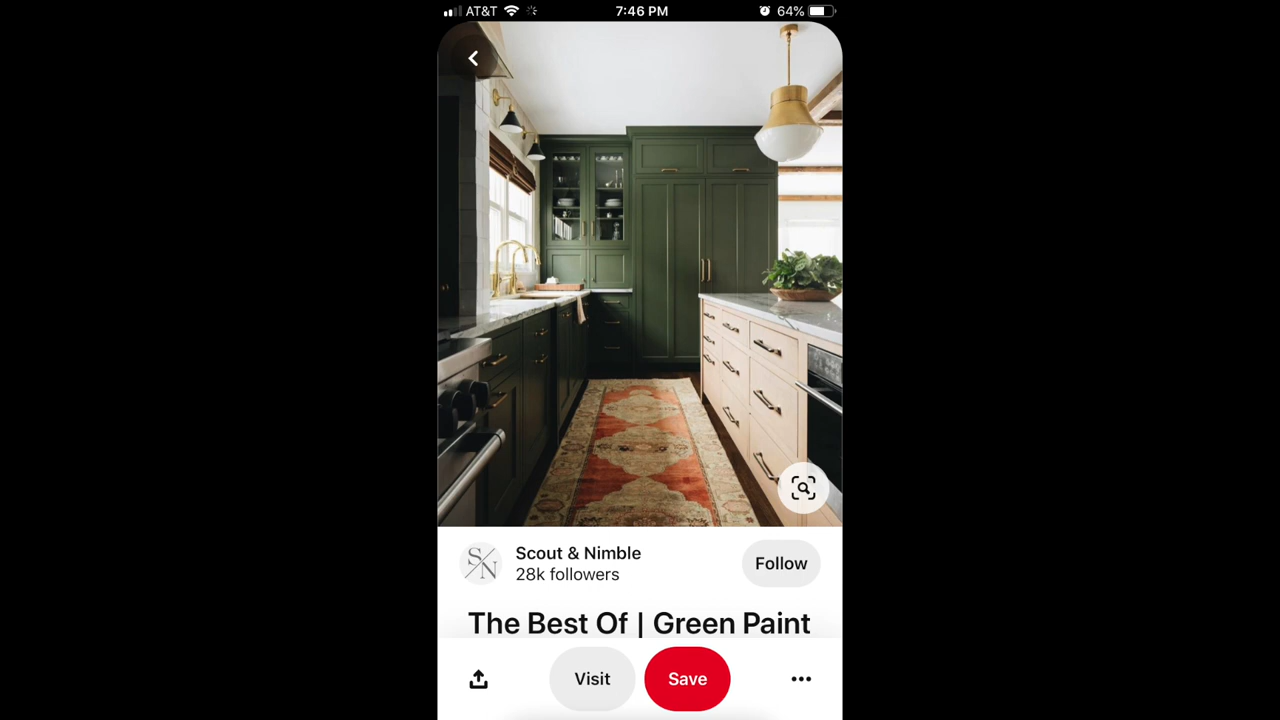 AT&T 7:46 PM 64%
S/N
Scout & Nimble
28k followers
Follow
The Best Of | Green Paint
Visit
Save